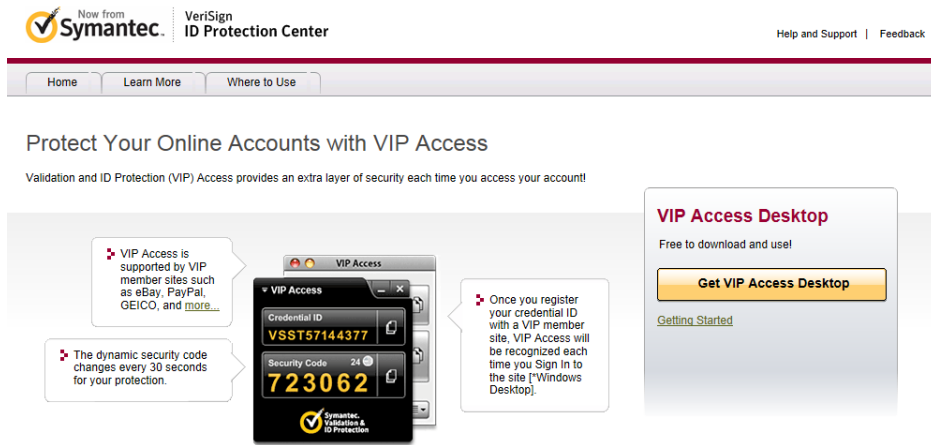 Now from
Symantec.
VeriSign
ID Protection Center
Help and Support | Feedback
Home
Learn More
Where to Use
Protect Your Online Accounts with VIP Access
Validation and ID Protection (VIP) Access provides an extra layer of security each time you access your account!
VIP Access is
supported by VIP
member sites such
as eBay, PayPal,
GEICO, and more...
The dynamic security code
changes every 30 seconds
for your protection.
VIP Access
VIP Access
Credential ID
VSST57144377
Security Code 24
723062
Symantec.
Validation &
ID Protection
Once you register
your credential ID
with a VIP member
site, VIP Access will
be recognized each
time you Sign In to
the site [*Windows
Desktop].
VIP Access Desktop
Free to download and use!
Get VIP Access Desktop
Getting Started